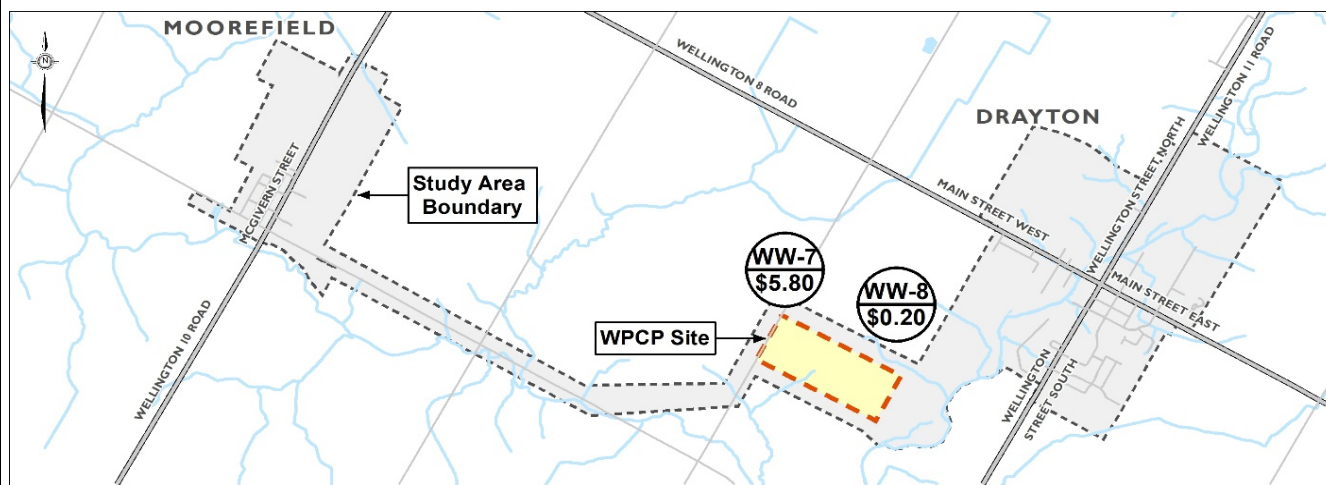 MOOREFIELD
N
WELLINGTON 8 ROAD
WELLINGTON 11 ROAD
DRAYTON
WELLINGTON STREET NORTH
Study Area
Boundary
MCGIVERN STREET
MAIN STREET WEST
WW-7
$5.80
WW-8
$0.20
MAIN STREET EAST
WPCP Site
WELLINGTON 10 ROAD
WELLINGTON
STREET SOUTH